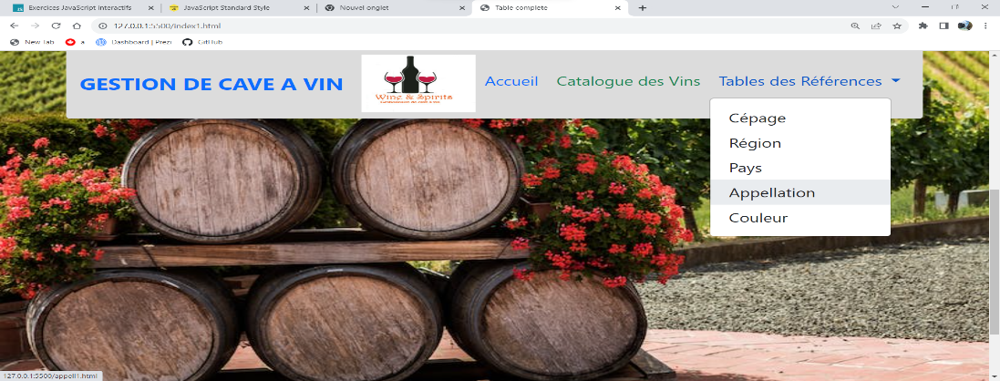 Exercices JavaScript interactifs
JavaScript Standard Style
Nouvel onglet
Table complete
127.0.0.1:5500/index1.html
New Tab
a
Dashboard | Prezi
GitHub
GESTION DE CAVE A VIN
Wine & Spirits
Accueil
Catalogue des Vins
Tables des Références
Cépage
Région
Pays
Appellation
Couleur
127.0.0.1:5500/appell1.html